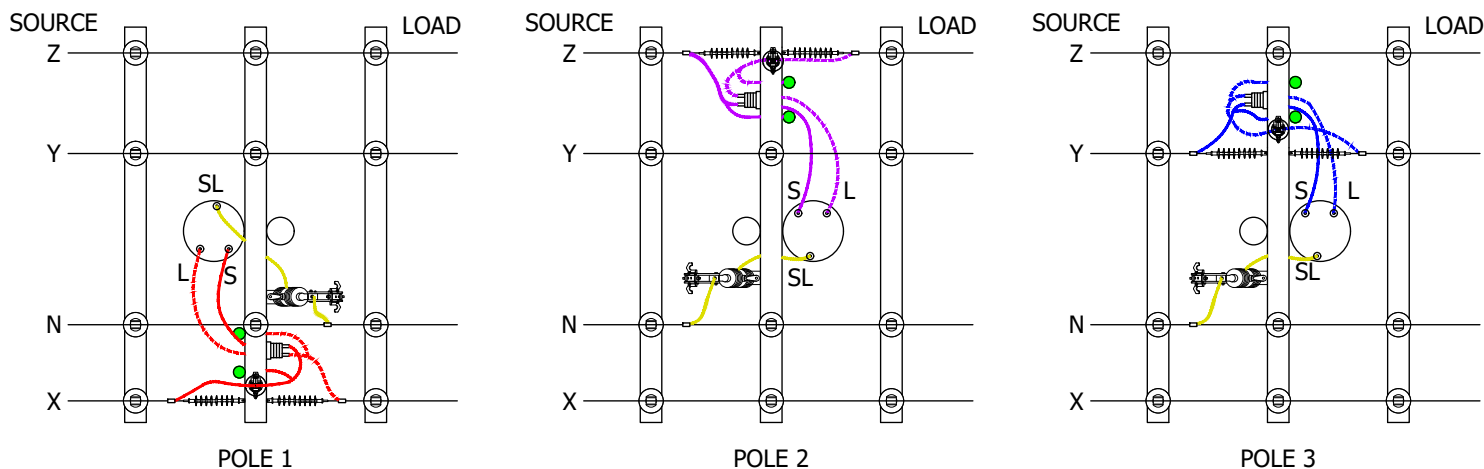 SOURCE LOAD
Z
Y
SL
L S
N
X
POLE 1
SOURCE LOAD
Z
Y
S L
SL
N
X
POLE 2
SOURCE LOAD
Z
Y
S L
SL
N
X
POLE 3